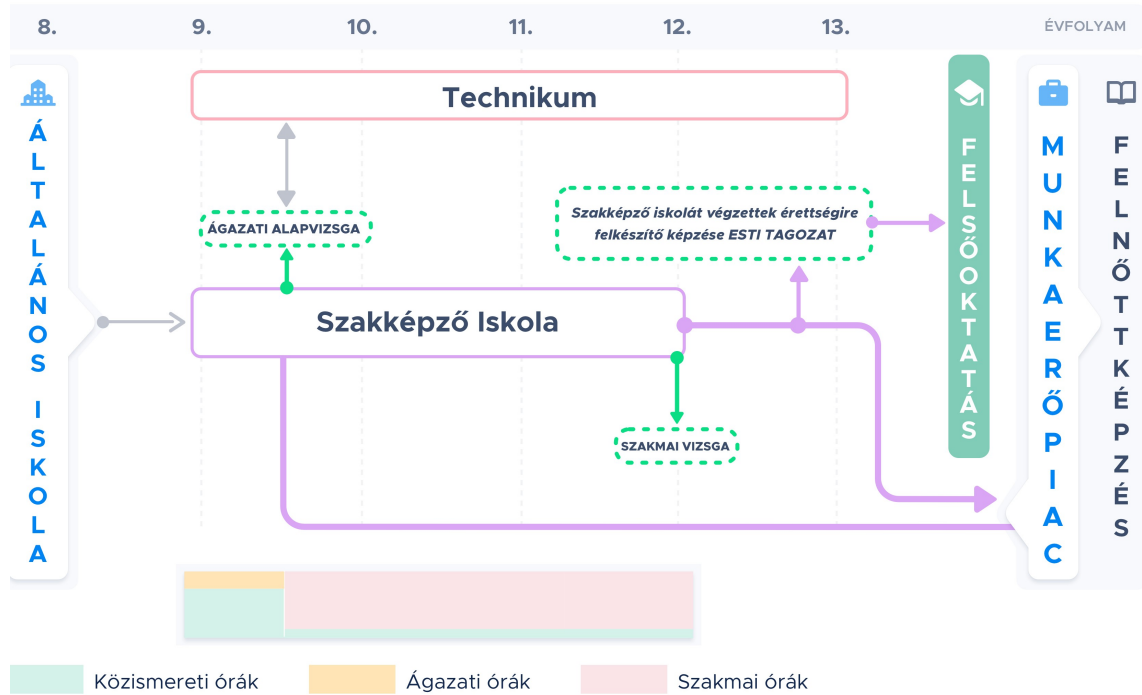 8. 9. 10. 11. 12. 13. ÉVFOLYAM
ÁLTALÁNOS ISKOLA
Technikum
ÁGAZATI ALAPVIZSGA
Szakképző iskolát végzettek érettségire
felkészítő képzése ESTI TAGOZAT
Szakképző Iskola
SZAKMAI VIZSGA
FELSŐOKTATÁS
MUNKAERŐPIAC
FELNŐTTKÉPZÉS
Közismereti órák Ágazati órák Szakmai órák